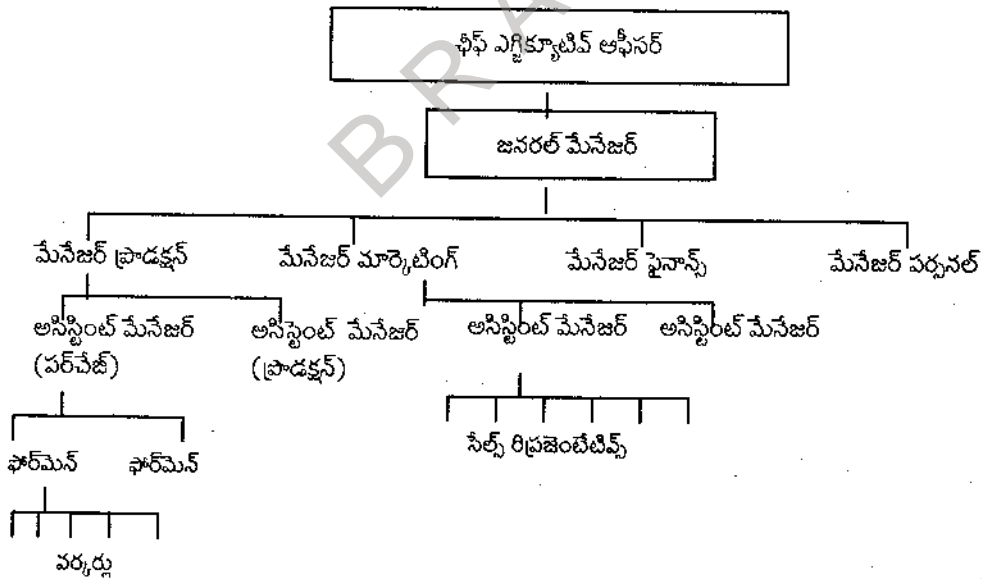 ఛీఫ్ ఎగ్జిక్యూటివ్ ఆఫీసర్
జనరల్ మేనేజర్
మేనేజర్ ప్రొడక్షన్ మేనేజర్ మార్కెటింగ్ మేనేజర్ ఫైనాన్స్ మేనేజర్ పర్సనల్
అసిస్టెంట్ మేనేజర్ అసిస్టెంట్ మేనేజర్ అసిస్టెంట్ మేనేజర్ అసిస్టెంట్ మేనేజర్
(పర్‌చేజ్) (ప్రొడక్షన్)
సేల్స్ రిప్రజెంటేటివ్స్
ఫోర్‌మెన్ ఫోర్‌మెన్
వర్కర్లు
B R A